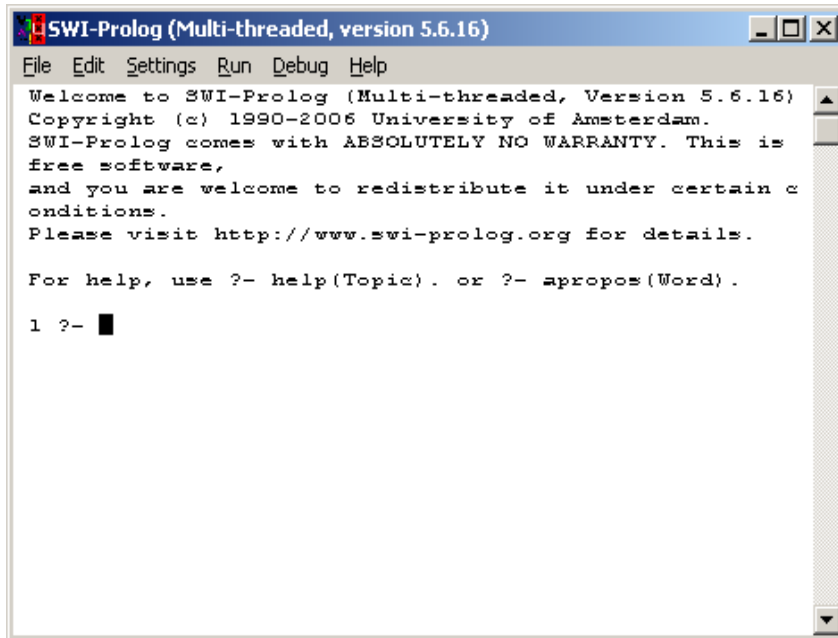 SWI-Prolog (Multi-threaded, version 5.6.16)
File Edit Settings Run Debug Help
Welcome to SWI-Prolog (Multi-threaded, Version 5.6.16)
Copyright (c) 1990-2006 University of Amsterdam.
SWI-Prolog comes with ABSOLUTELY NO WARRANTY. This is
free software,
and you are welcome to redistribute it under certain c
onditions.
Please visit http://www.swi-prolog.org for details.
For help, use ?- help(Topic). or ?- apropos(Word).
1 ?-